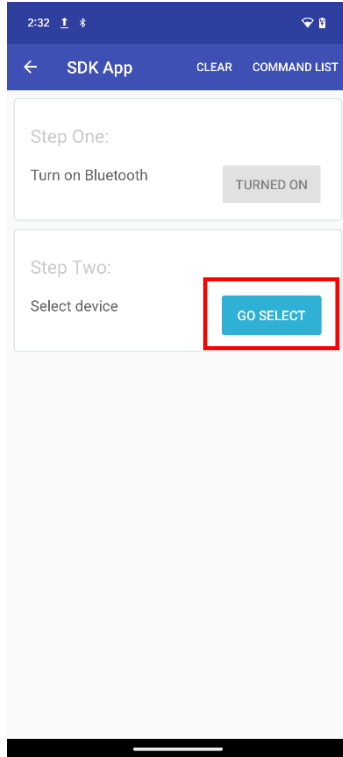 2:32
← SDK App CLEAR COMMAND LIST
Step One:
Turn on Bluetooth TURNED ON
Step Two:
Select device GO SELECT